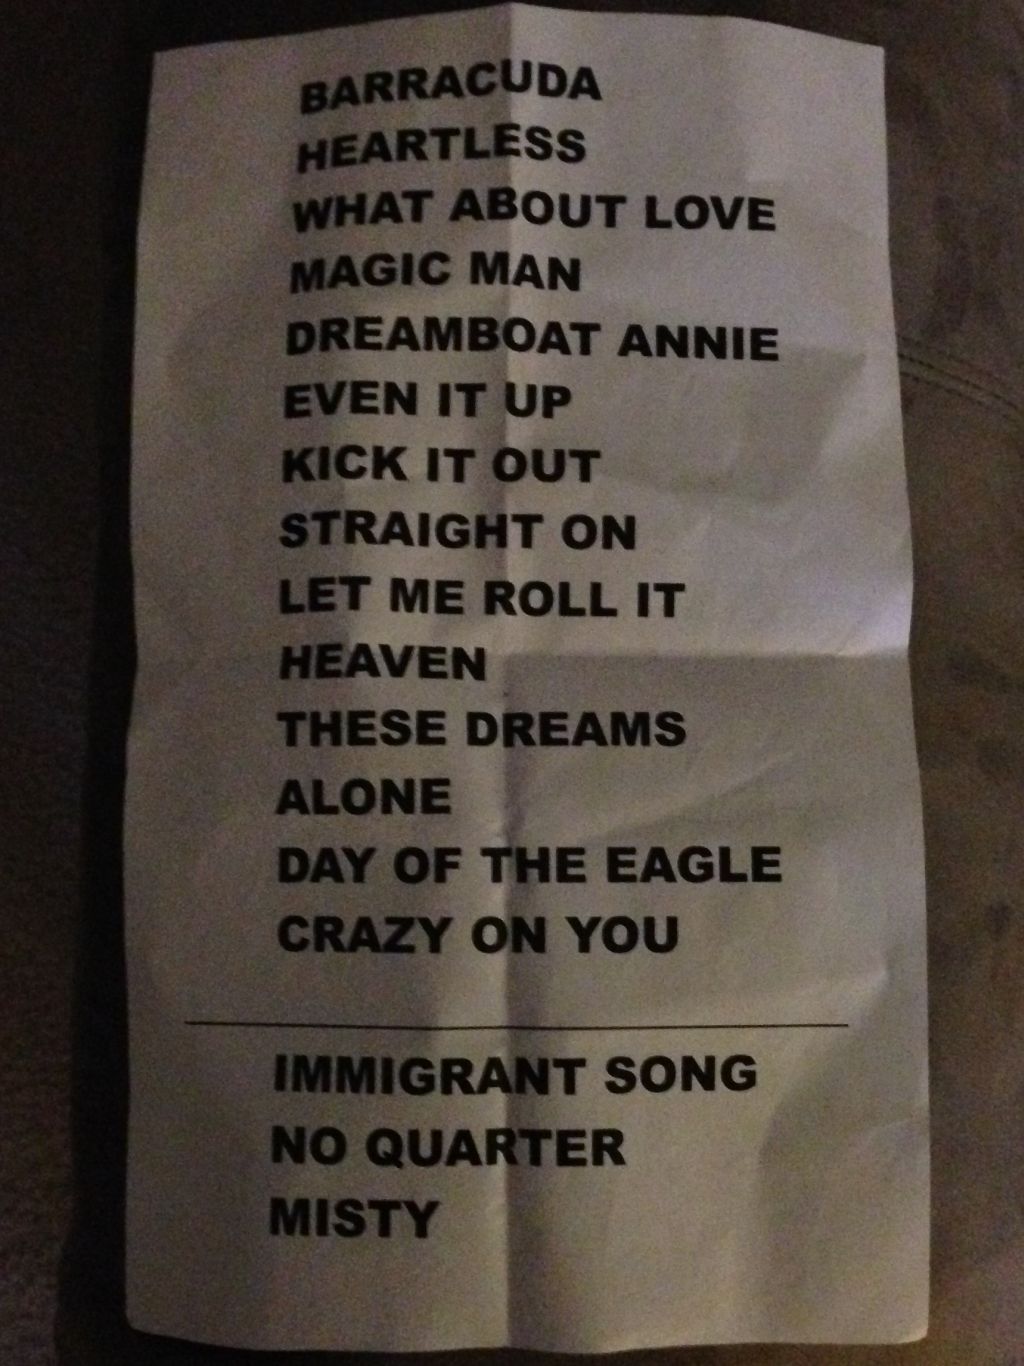 BARRACUDA
HEARTLESS
WHAT ABOUT LOVE
MAGIC MAN
DREAMBOAT ANNIE
EVEN IT UP
KICK IT OUT
STRAIGHT ON
LET ME ROLL IT
HEAVEN
THESE DREAMS
ALONE
DAY OF THE EAGLE
CRAZY ON YOU
IMMIGRANT SONG
NO QUARTER
MISTY